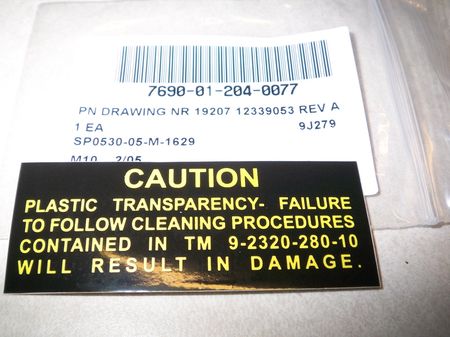 7690-01-204-0077
PN DRAWING NR 19207 12339053 REV A
1 EA 9J279
SP0530-05-M-1629
M10 2/05
CAUTION
PLASTIC TRANSPARENCY- FAILURE
TO FOLLOW CLEANING PROCEDURES
CONTAINED IN TM 9-2320-280-10
WILL RESULT IN DAMAGE.